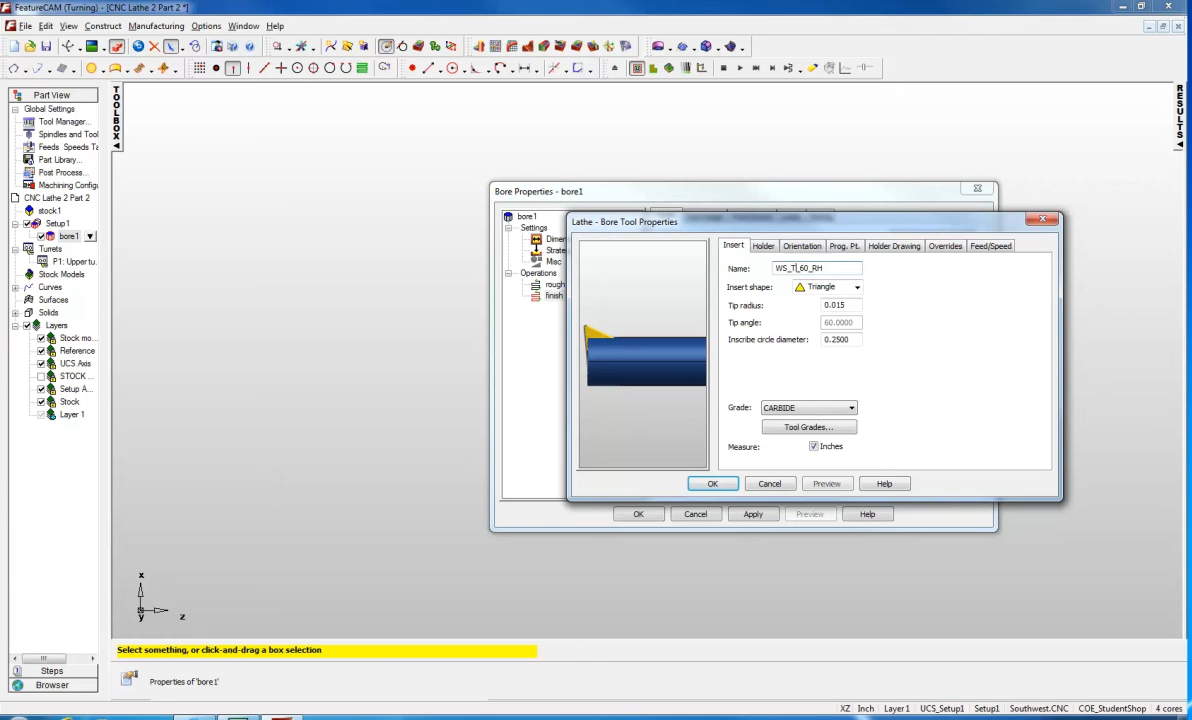 FeatureCAM (Turning) - [CNC Lathe 2 Part 2 *]
File Edit View Construct Manufacturing Options Window Help
Part View
TOOLBOX
RESULTS
Global Settings
Tool Manager...
Spindles and Tool
Feeds Speeds Ta
Part Library...
Post Process...
Machining Configu
CNC Lathe 2 Part 2
stock1
Setup1
bore1
Turrets
P1: Upper tu
Stock Models
Curves
Surfaces
Solids
Layers
Stock mo...
Reference
UCS Axis
STOCK ...
Setup A...
Stock
Layer 1
Steps
Browser
Bore Properties - bore1
bore1
Settings
Dimen
Strate
Misc
Operations
rough
finish
OK Cancel Apply Preview Help
Lathe - Bore Tool Properties
Insert Holder Orientation Prog. Pt. Holder Drawing Overrides Feed/Speed
Name: WS_T_60_RH
Insert shape: Triangle
Tip radius: 0.015
Tip angle: 60.0000
Inscribe circle diameter: 0.2500
Grade: CARBIDE
Tool Grades...
Measure: Inches
OK Cancel Preview Help
x
y
z
Select something, or click-and-drag a box selection
Properties of 'bore1'
XZ Inch Layer 1 UCS_Setup1 Setup1 Southwest.CNC COE_StudentShop 4 cores